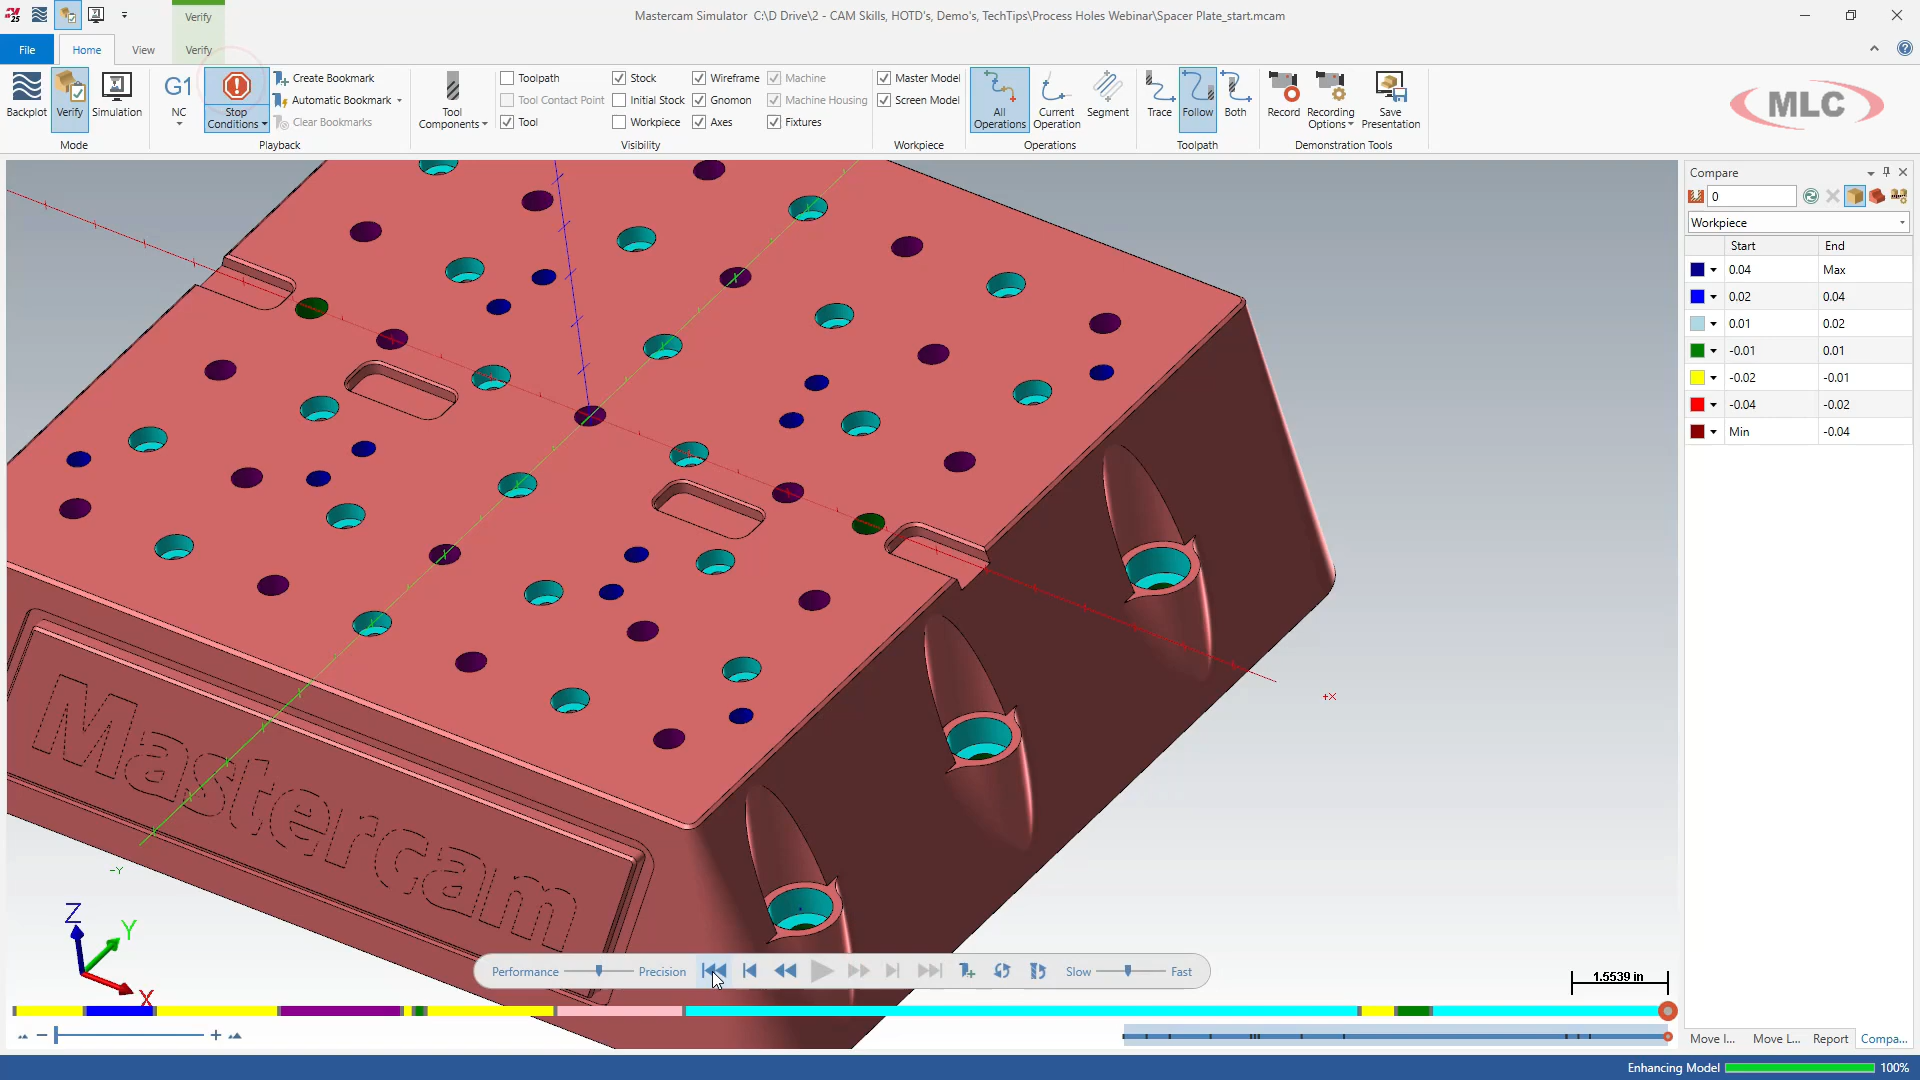 Verify
Mastercam Simulator C:\D Drive\2 - CAM Skills, HOTD's, Demo's, TechTips\Process Holes Webinar\Spacer Plate_start.mcam
File
Home
View
Verify
Backplot
Verify
Simulation
Mode
G1
NC
Stop
Conditions
Create Bookmark
Automatic Bookmark
Clear Bookmarks
Playback
Tool
Components
Toolpath
Tool Contact Point
Tool
Stock
Initial Stock
Workpiece
Wireframe
Gnomon
Axes
Machine
Machine Housing
Fixtures
Visibility
Master Model
Screen Model
Workpiece
All
Operations
Current
Operation
Segment
Operations
Trace
Follow
Both
Toolpath
Record
Recording
Options
Save
Presentation
Demonstration Tools
MLC
Compare
0
Workpiece
Start End
0.04 Max
0.02 0.04
0.01 0.02
-0.01 0.01
-0.02 -0.01
-0.04 -0.02
Min -0.04
+X
-Y
Mastercam
Z
Y
X
Performance
Precision
Slow
Fast
1.5539 in
Move I...
Move L...
Report
Compa...
Enhancing Model
100%